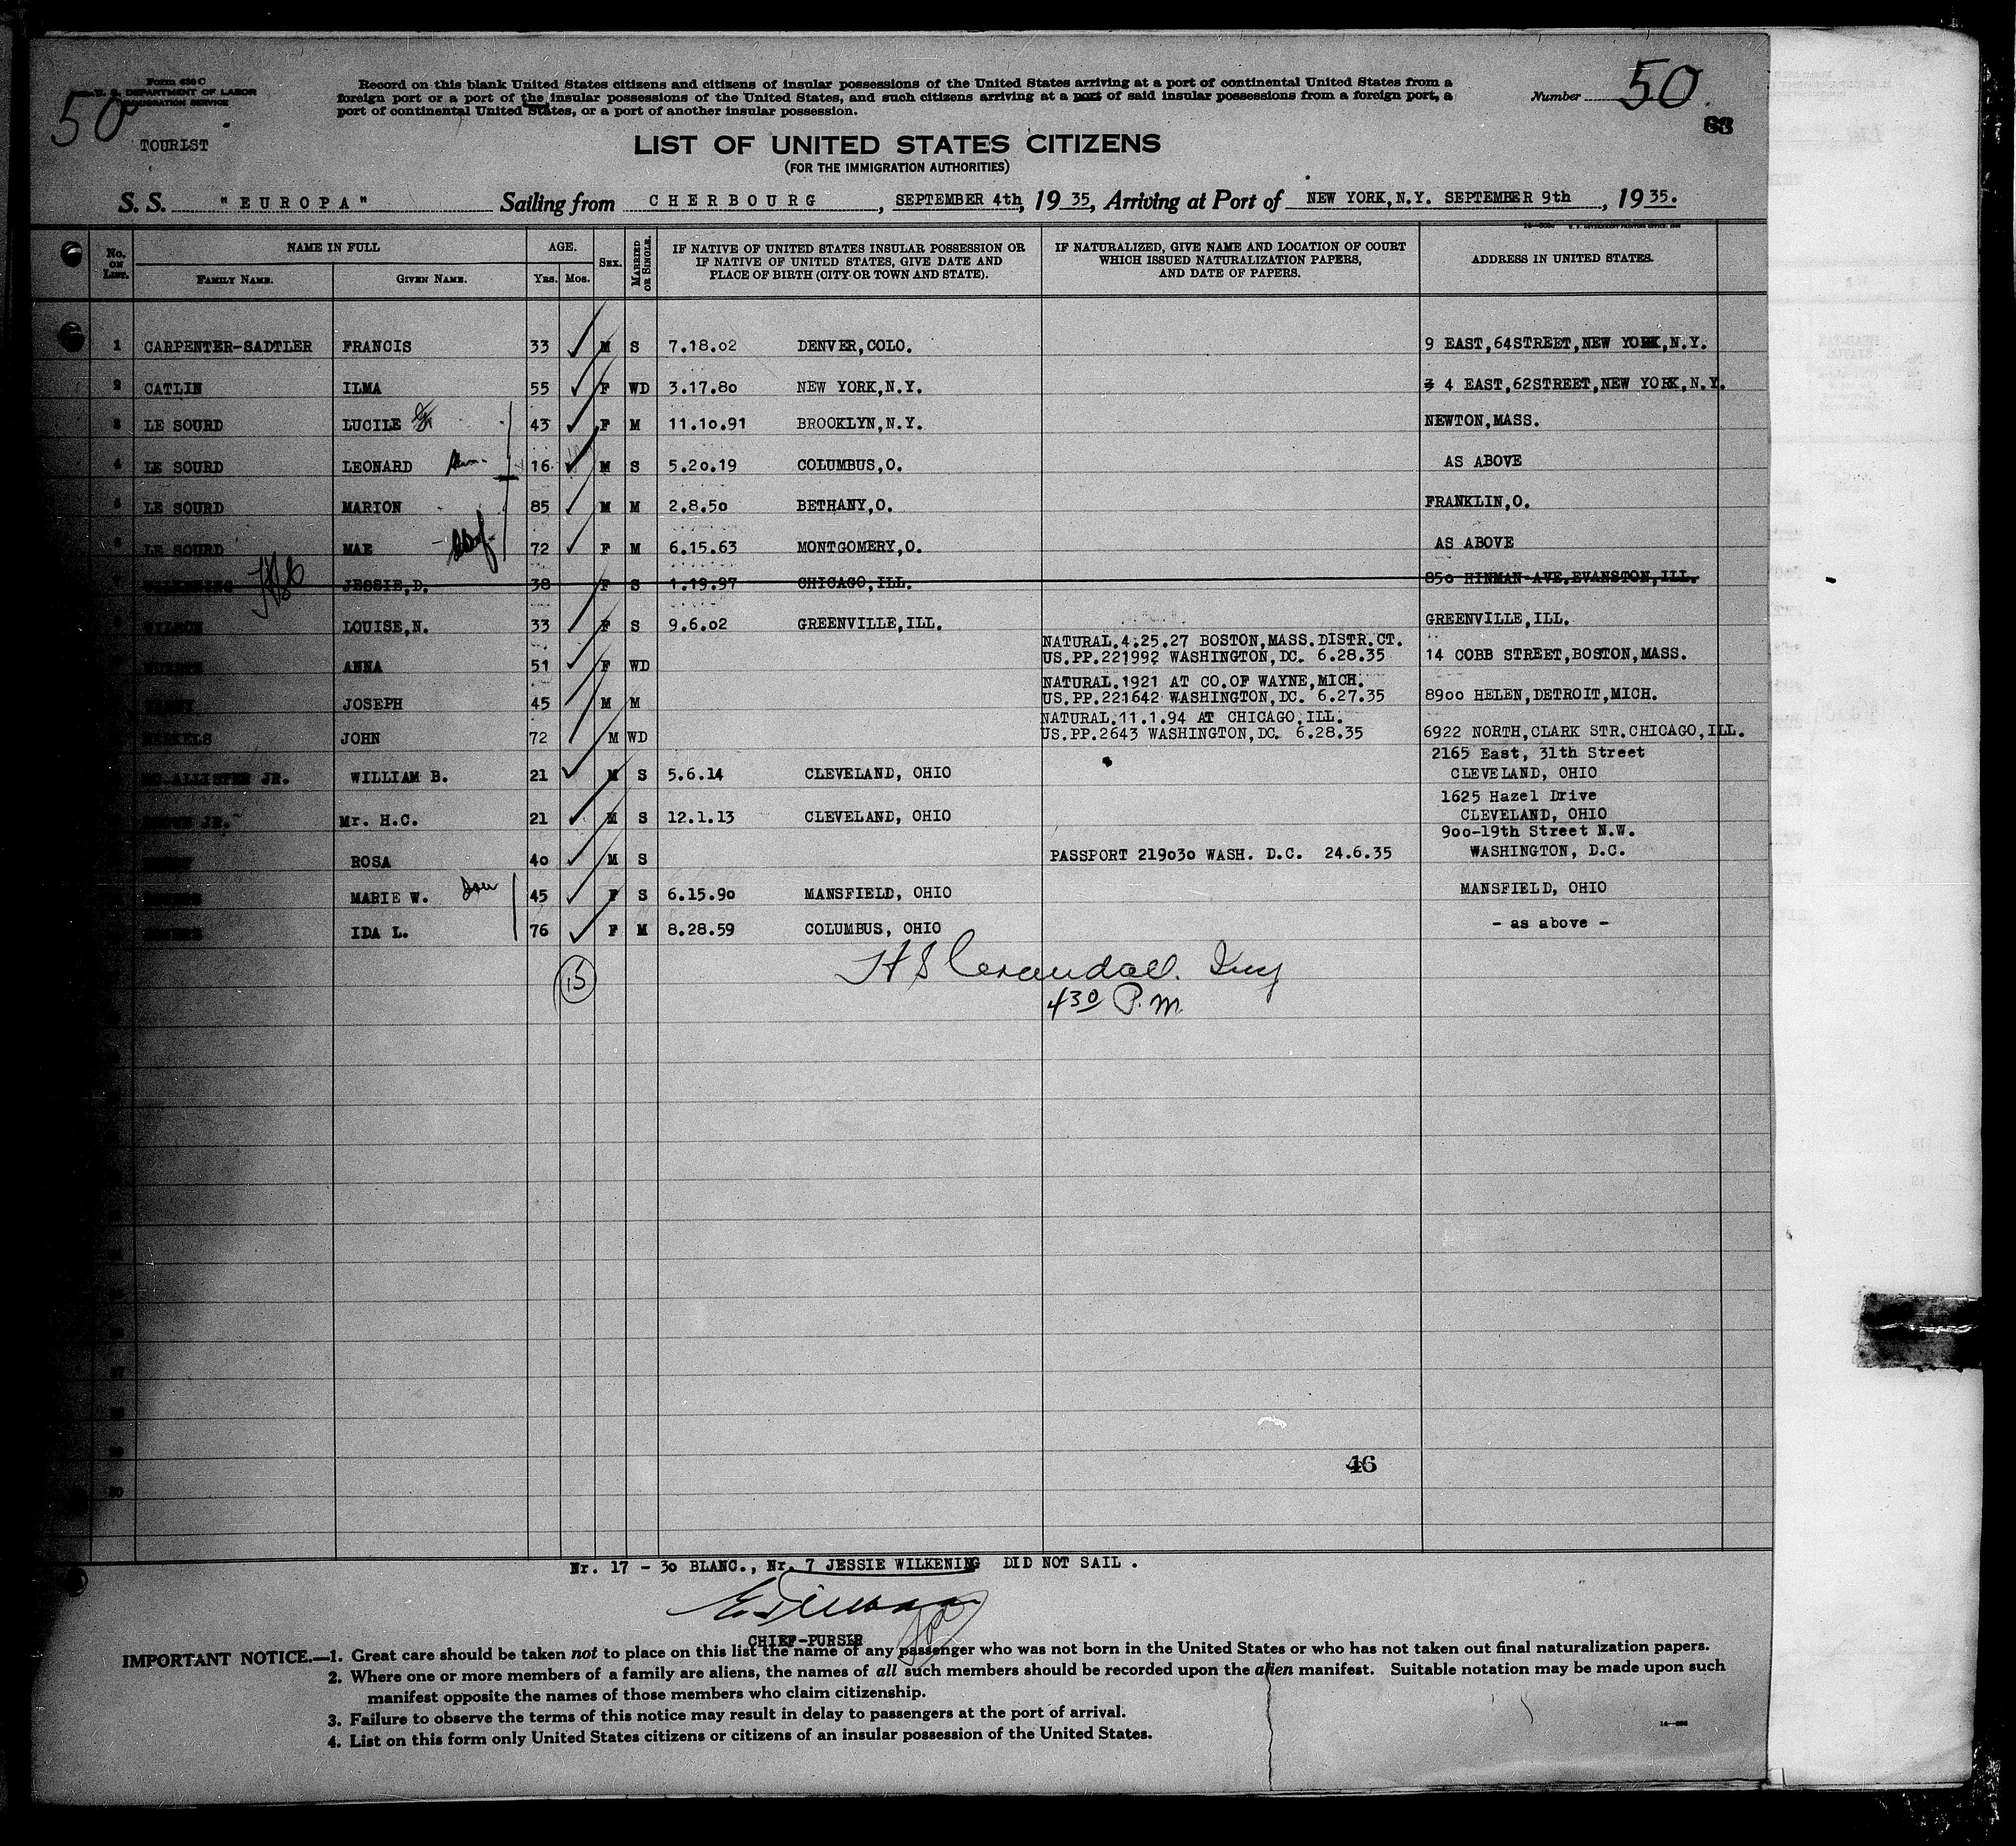 Form 630 C
U. S. DEPARTMENT OF LABOR
IMMIGRATION SERVICE
50
TOURIST
Record on this blank United States citizens and citizens of insular possessions of the United States arriving at a port of continental United States from a
foreign port or a port of the insular possessions of the United States, and such citizens arriving at a port of said insular possessions from a foreign port, a
port of continental United States, or a port of another insular possession.
Number 50
63
LIST OF UNITED STATES CITIZENS
(FOR THE IMMIGRATION AUTHORITIES)
S. S. "EUROPA" Sailing from CHERBOURG, SEPTEMBER 4th, 1935, Arriving at Port of NEW YORK,N.Y. SEPTEMBER 9th, 1935.
No. ON LIST. NAME IN FULL FAMILY NAME. GIVEN NAME. AGE. YRS. MOS. SEX. MARRIED OR SINGLE. IF NATIVE OF UNITED STATES INSULAR POSSESSION OR IF NATIVE OF UNITED STATES, GIVE DATE AND PLACE OF BIRTH (CITY OR TOWN AND STATE). IF NATURALIZED, GIVE NAME AND LOCATION OF COURT WHICH ISSUED NATURALIZATION PAPERS, AND DATE OF PAPERS. ADDRESS IN UNITED STATES.
1 CARPENTER-SADTLER FRANCIS 33 M S 7.18.02 DENVER,COLO. 9 EAST,64STREET,NEW YORK,N.Y.
2 CATLIN ILMA 55 F WD 3.17.80 NEW YORK,N.Y. 3 4 EAST,62STREET,NEW YORK,N.Y.
3 LE SOURD LUCILE 43 F M 11.10.91 BROOKLYN,N.Y. NEWTON,MASS.
4 LE SOURD LEONARD 16 M S 5.20.19 COLUMBUS,O. AS ABOVE
5 LE SOURD MARION 85 M M 2.8.50 BETHANY,O. FRANKLIN,O.
6 LE SOURD MAE 72 F M 6.15.63 MONTGOMERY,O. AS ABOVE
7 WILKENING JESSIE,D. 38 F S 1.19.97 CHICAGO,ILL. 850 HINMAN-AVE.EVANSTON,ILL.
WILSON LOUISE,N. 33 F S 9.6.02 GREENVILLE,ILL. GREENVILLE,ILL.
ANNA 51 F WD NATURAL.4.25.27 BOSTON,MASS.DISTR.CT.
US.PP.221992 WASHINGTON,DC. 6.28.35 14 COBB STREET,BOSTON,MASS.
JOSEPH 45 M M NATURAL.1921 AT CO.OF WAYNE,MICH.
US.PP.221642 WASHINGTON,DC. 6.27.35 8900 HELEN,DETROIT,MICH.
JOHN 72 M WD NATURAL.11.1.94 AT CHICAGO,ILL.
US.PP.2643 WASHINGTON,DC. 6.28.35 6922 NORTH,CLARK STR.CHICAGO,ILL.
MC.ALLISTER JR. WILLIAM B. 21 M S 5.6.14 CLEVELAND, OHIO 2165 East, 31th Street
CLEVELAND, OHIO
JR. Mr. H.C. 21 M S 12.1.13 CLEVELAND, OHIO 1625 Hazel Drive
CLEVELAND, OHIO
ROSA 40 M S PASSPORT 219030 WASH. D.C. 24.6.35 900-19th Street N.W.
WASHINGTON, D.C.
MARIE W. 45 F S 6.15.90 MANSFIELD, OHIO MANSFIELD, OHIO
IDA L. 76 F M 8.28.59 COLUMBUS, OHIO - as above -
15
H S Crandall. Insp
430 P.M.
46
Nr. 17 - 30 BLANC., Nr. 7 JESSIE WILKENING DID NOT SAIL .
CHIEF-PURSER
IMPORTANT NOTICE.—1. Great care should be taken not to place on this list the name of any passenger who was not born in the United States or who has not taken out final naturalization papers.
2. Where one or more members of a family are aliens, the names of all such members should be recorded upon the alien manifest. Suitable notation may be made upon such
manifest opposite the names of those members who claim citizenship.
3. Failure to observe the terms of this notice may result in delay to passengers at the port of arrival.
4. List on this form only United States citizens or citizens of an insular possession of the United States.